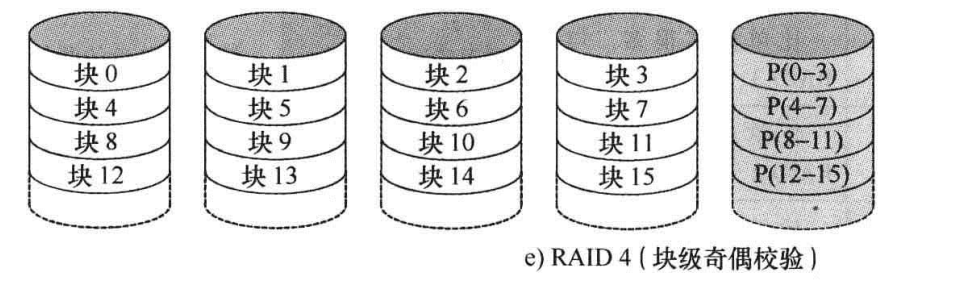 块 0 块 1 块 2 块 3 P(0–3)
块 4 块 5 块 6 块 7 P(4–7)
块 8 块 9 块 10 块 11 P(8–11)
块 12 块 13 块 14 块 15 P(12–15)
e) RAID 4 ( 块级奇偶校验 )